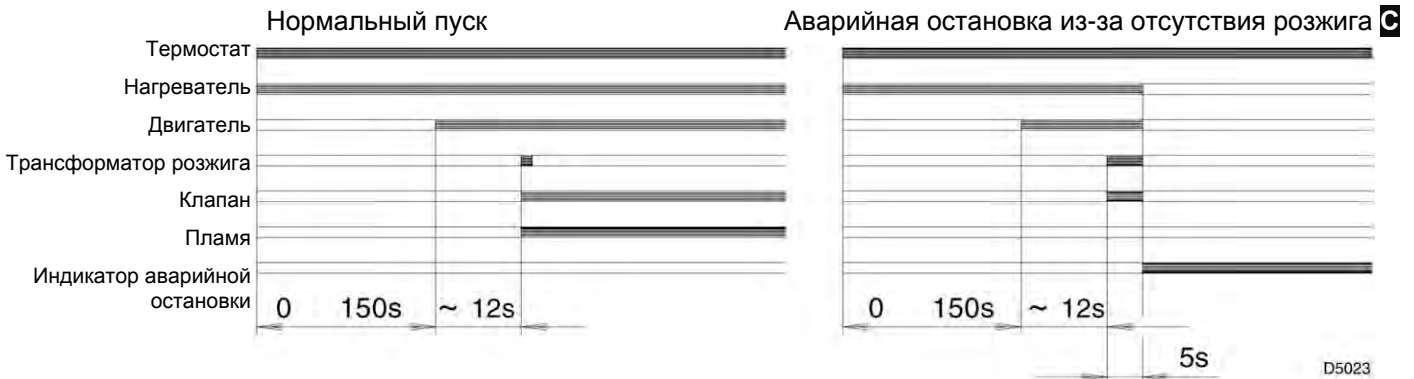 Нормальный пуск
Аварийная остановка из-за отсутствия розжига C
Термостат
Нагреватель
Двигатель
Трансформатор розжига
Клапан
Пламя
Индикатор аварийной
остановки
0 150s ~ 12s
0 150s ~ 12s
5s
D5023